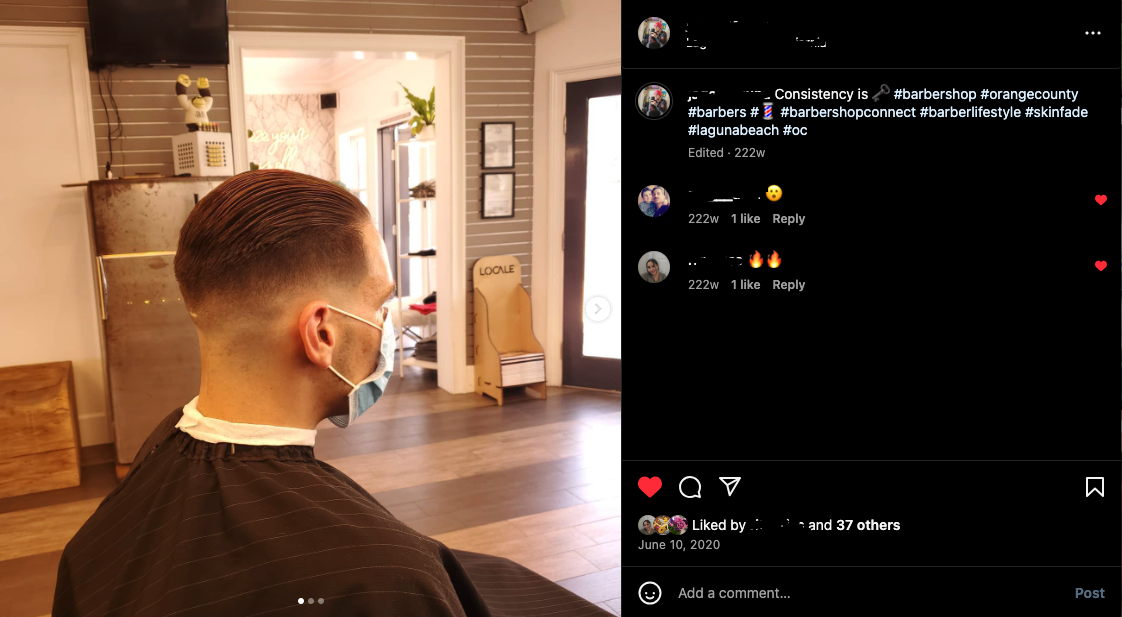 LOCALE
Consistency is 🗝️ #barbershop #orangecounty
#barbers #💈 #barbershopconnect #barberlifestyle #skinfade
#lagunabeach #oc
Edited · 222w
😮
222w 1 like Reply
🔥🔥
222w 1 like Reply
Liked by and 37 others
June 10, 2020
Add a comment...
Post